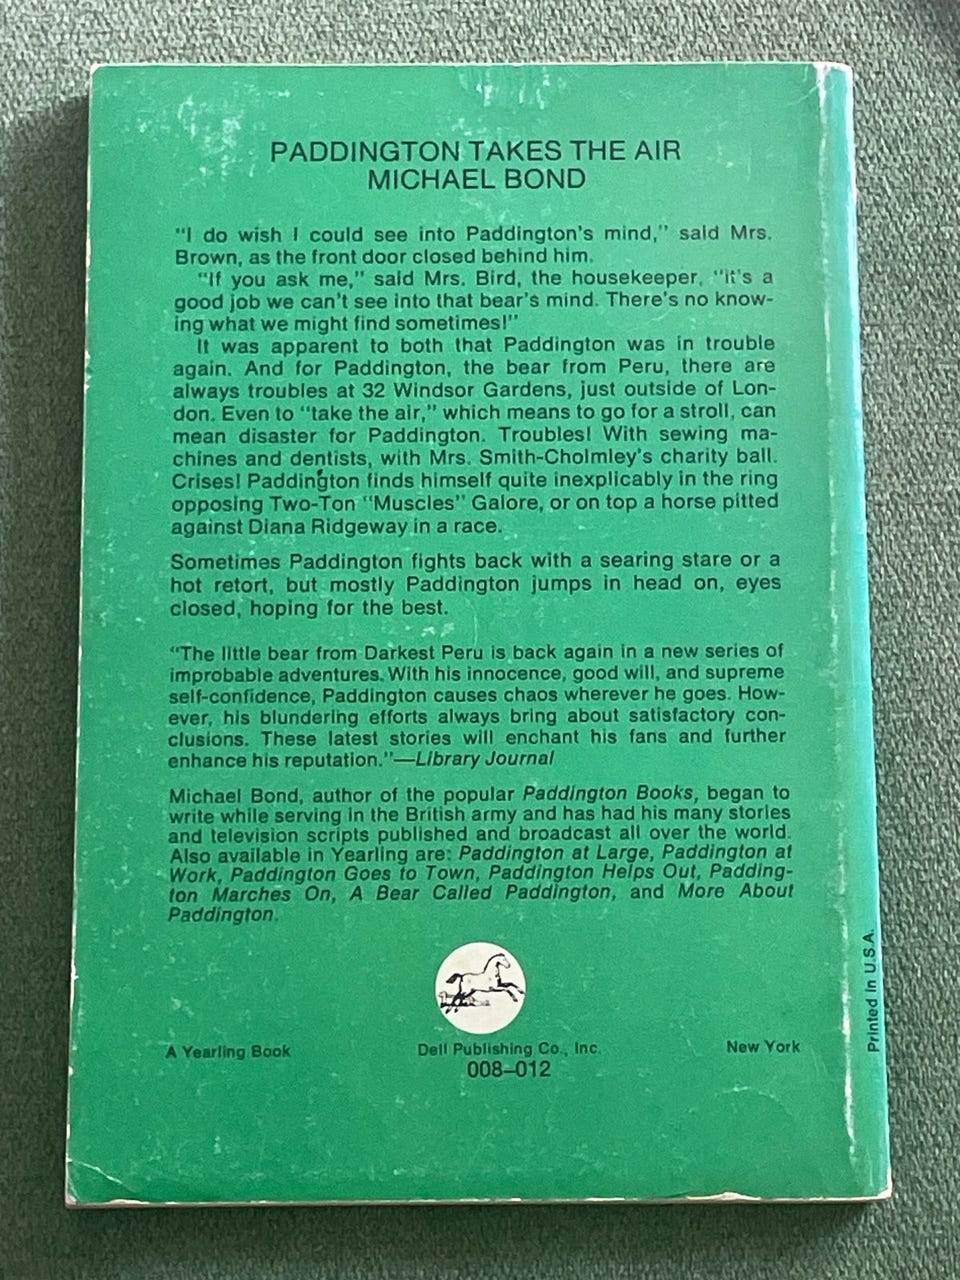 PADDINGTON TAKES THE AIR
MICHAEL BOND
"I do wish I could see into Paddington's mind," said Mrs.
Brown, as the front door closed behind him.
"If you ask me," said Mrs. Bird, the housekeeper, "it's a
good job we can't see into that bear's mind. There's no know-
ing what we might find sometimes!"
It was apparent to both that Paddington was in trouble
again. And for Paddington, the bear from Peru, there are
always troubles at 32 Windsor Gardens, just outside of Lon-
don. Even to "take the air," which means to go for a stroll, can
mean disaster for Paddington. Troubles! With sewing ma-
chines and dentists, with Mrs. Smith-Cholmley's charity ball.
Crises! Paddington finds himself quite inexplicably in the ring
opposing Two-Ton "Muscles" Galore, or on top a horse pitted
against Diana Ridgeway in a race.
Sometimes Paddington fights back with a searing stare or a
hot retort, but mostly Paddington jumps in head on, eyes
closed, hoping for the best.
"The little bear from Darkest Peru is back again in a new series of
improbable adventures. With his innocence, good will, and supreme
self-confidence, Paddington causes chaos wherever he goes. How-
ever, his blundering efforts always bring about satisfactory con-
clusions. These latest stories will enchant his fans and further
enhance his reputation."—Library Journal
Michael Bond, author of the popular Paddington Books, began to
write while serving in the British army and has had his many stories
and television scripts published and broadcast all over the world.
Also available in Yearling are: Paddington at Large, Paddington at
Work, Paddington Goes to Town, Paddington Helps Out, Padding-
ton Marches On, A Bear Called Paddington, and More About
Paddington.
A Yearling Book Dell Publishing Co., Inc. New York
008–012
Printed in U.S.A.